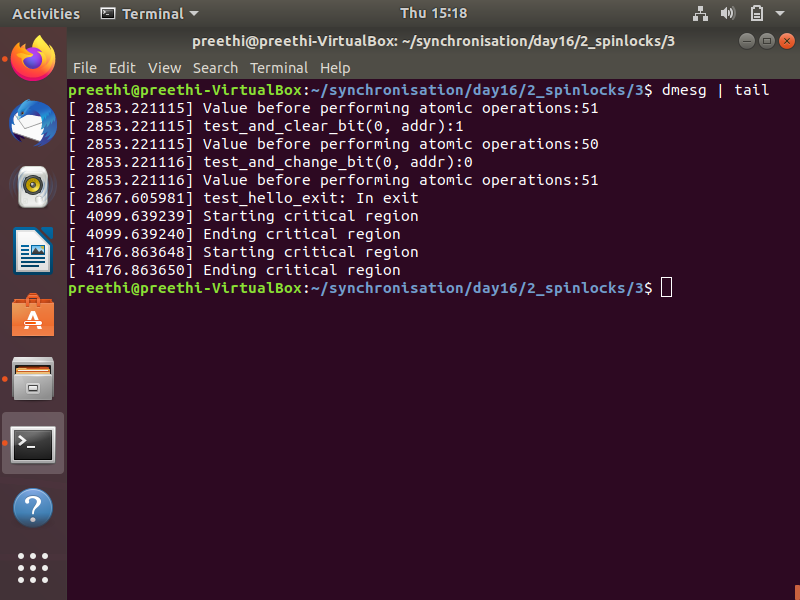 Activities Terminal Thu 15:18
preethi@preethi-VirtualBox: ~/synchronisation/day16/2_spinlocks/3
File Edit View Search Terminal Help
preethi@preethi-VirtualBox:~/synchronisation/day16/2_spinlocks/3$ dmesg | tail
[ 2853.221115] Value before performing atomic operations:51
[ 2853.221115] test_and_clear_bit(0, addr):1
[ 2853.221115] Value before performing atomic operations:50
[ 2853.221116] test_and_change_bit(0, addr):0
[ 2853.221116] Value before performing atomic operations:51
[ 2867.605981] test_hello_exit: In exit
[ 4099.639239] Starting critical region
[ 4099.639240] Ending critical region
[ 4176.863648] Starting critical region
[ 4176.863650] Ending critical region
preethi@preethi-VirtualBox:~/synchronisation/day16/2_spinlocks/3$